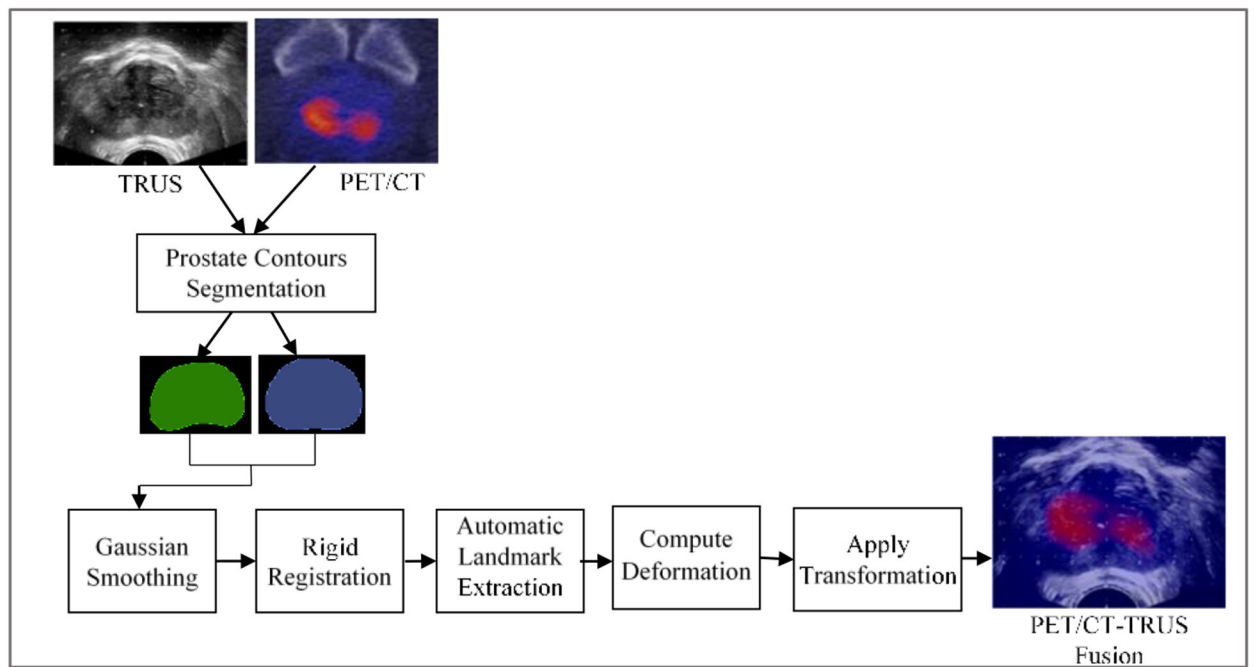 TRUS
PET/CT
Prostate Contours
Segmentation
Gaussian
Smoothing
Rigid
Registration
Automatic
Landmark
Extraction
Compute
Deformation
Apply
Transformation
PET/CT-TRUS
Fusion